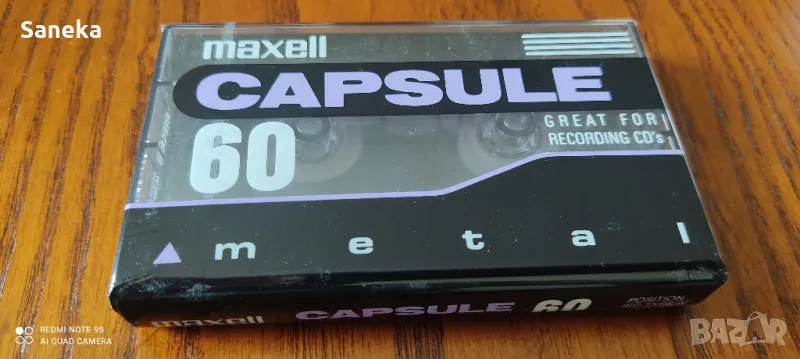 Saneka
maxell
CAPSULE
60
GREAT FOR
RECORDING CD's
metal
maxell CAPSULE 60 POSITION
REDMI NOTE 9S
AI QUAD CAMERA
BAZAR